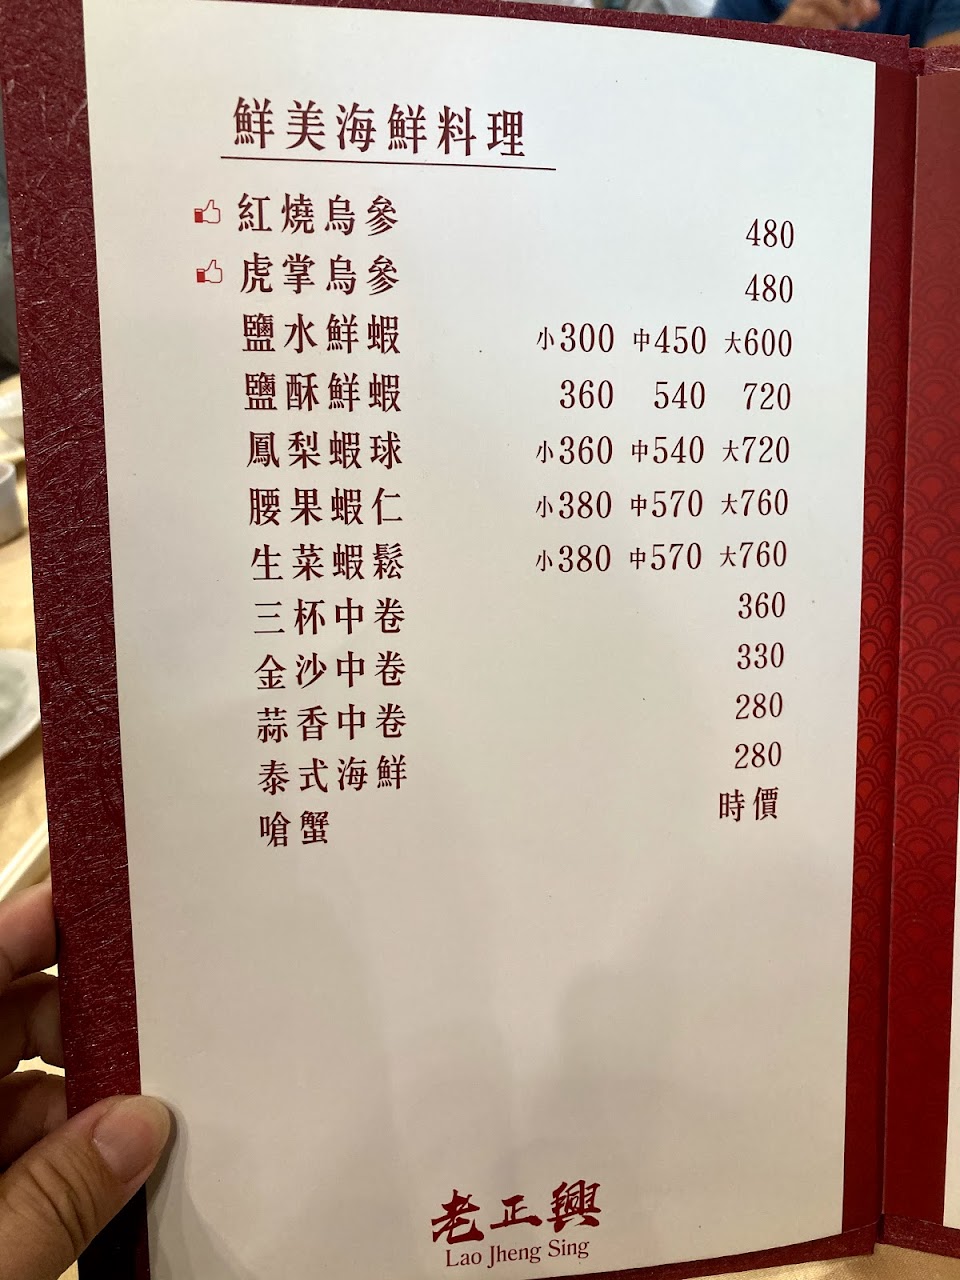 鮮美海鮮料理
紅燒烏參 480
虎掌烏參 480
鹽水鮮蝦 小300 中450 大600
鹽酥鮮蝦 360 540 720
鳳梨蝦球 小360 中540 大720
腰果蝦仁 小380 中570 大760
生菜蝦鬆 小380 中570 大760
三杯中卷 360
金沙中卷 330
蒜香中卷 280
泰式海鮮 280
嗆蟹 時價
老正興
Lao Jheng Sing